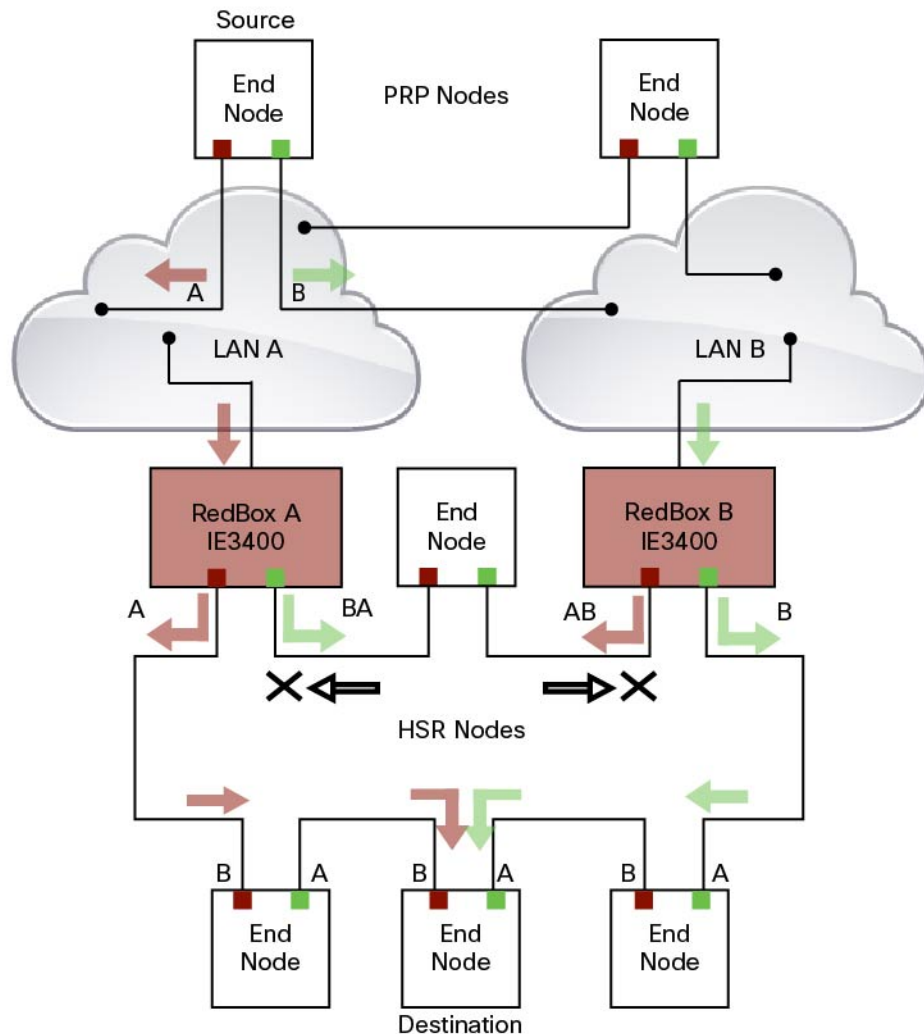 Source
End
Node
PRP Nodes
End
Node
A
B
LAN A
LAN B
RedBox A
IE3400
End
Node
RedBox B
IE3400
A
BA
AB
B
HSR Nodes
B
A
B
A
B
A
End
Node
End
Node
End
Node
Destination